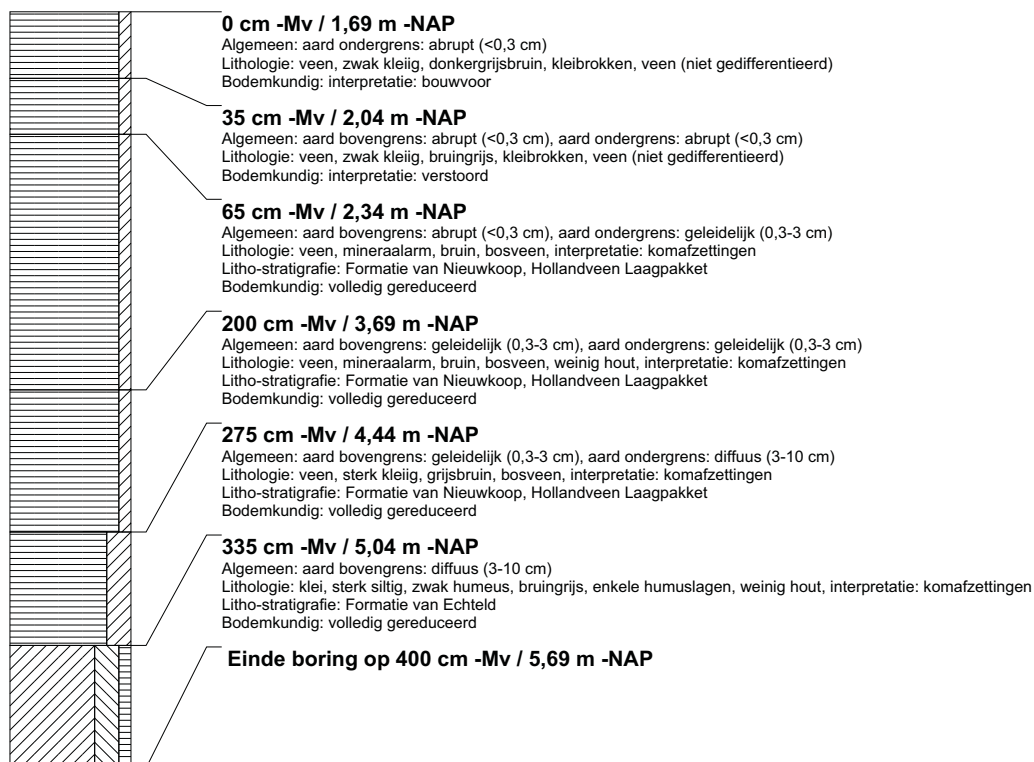 0 cm -Mv / 1,69 m -NAP
Algemeen: aard ondergrens: abrupt (<0,3 cm)
Lithologie: veen, zwak kleiig, donkergrijsbruin, kleibrokken, veen (niet gedifferentieerd)
Bodemkundig: interpretatie: bouwvoor
35 cm -Mv / 2,04 m -NAP
Algemeen: aard bovengrens: abrupt (<0,3 cm), aard ondergrens: abrupt (<0,3 cm)
Lithologie: veen, zwak kleiig, bruingrijs, kleibrokken, veen (niet gedifferentieerd)
Bodemkundig: interpretatie: verstoord
65 cm -Mv / 2,34 m -NAP
Algemeen: aard bovengrens: abrupt (<0,3 cm), aard ondergrens: geleidelijk (0,3-3 cm)
Lithologie: veen, mineraalarm, bruin, bosveen, interpretatie: komafzettingen
Litho-stratigrafie: Formatie van Nieuwkoop, Hollandveen Laagpakket
Bodemkundig: volledig gereduceerd
200 cm -Mv / 3,69 m -NAP
Algemeen: aard bovengrens: geleidelijk (0,3-3 cm), aard ondergrens: geleidelijk (0,3-3 cm)
Lithologie: veen, mineraalarm, bruin, bosveen, weinig hout, interpretatie: komafzettingen
Litho-stratigrafie: Formatie van Nieuwkoop, Hollandveen Laagpakket
Bodemkundig: volledig gereduceerd
275 cm -Mv / 4,44 m -NAP
Algemeen: aard bovengrens: geleidelijk (0,3-3 cm), aard ondergrens: diffuus (3-10 cm)
Lithologie: veen, sterk kleiig, grijsbruin, bosveen, interpretatie: komafzettingen
Litho-stratigrafie: Formatie van Nieuwkoop, Hollandveen Laagpakket
Bodemkundig: volledig gereduceerd
335 cm -Mv / 5,04 m -NAP
Algemeen: aard bovengrens: diffuus (3-10 cm)
Lithologie: klei, sterk siltig, zwak humeus, bruingrijs, enkele humuslagen, weinig hout, interpretatie: komafzettingen
Litho-stratigrafie: Formatie van Echteld
Bodemkundig: volledig gereduceerd
Einde boring op 400 cm -Mv / 5,69 m -NAP